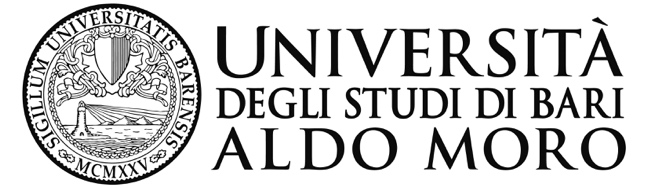 SIGILLUM UNIVERSITATIS BARENSIS
MCMXXV
UNIVERSITÀ
DEGLI STUDI DI BARI
ALDO MORO